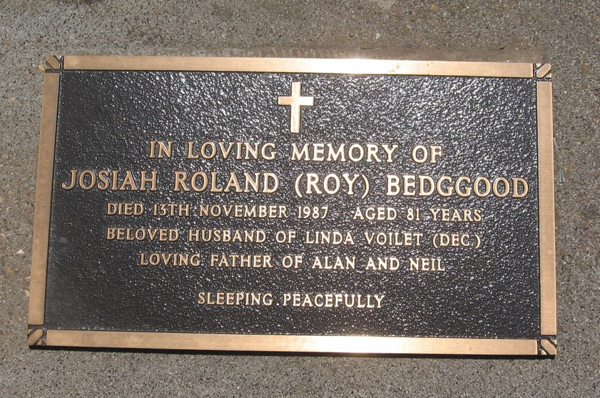 IN LOVING MEMORY OF
JOSIAH ROLAND (ROY) BEDGGOOD
DIED 13TH NOVEMBER 1987 AGED 81 YEARS
BELOVED HUSBAND OF LINDA VOILET (DEC.)
LOVING FATHER OF ALAN AND NEIL
SLEEPING PEACEFULLY